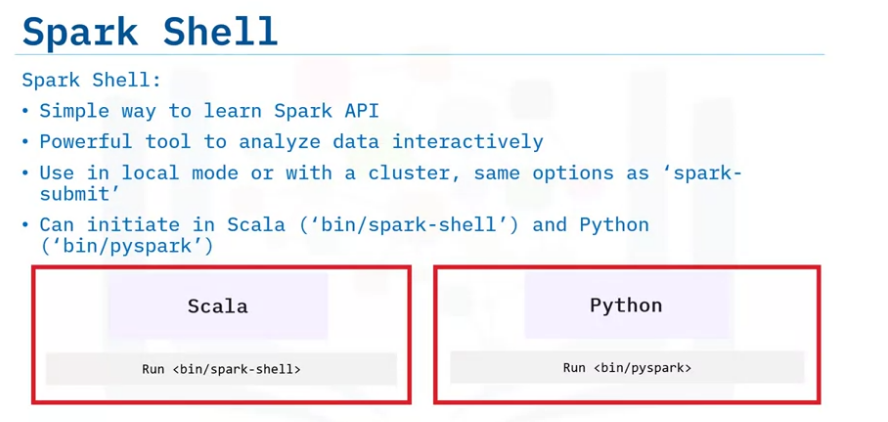 Spark Shell
Spark Shell:
• Simple way to learn Spark API
• Powerful tool to analyze data interactively
• Use in local mode or with a cluster, same options as ‘spark-
submit’
• Can initiate in Scala (‘bin/spark-shell’) and Python
(‘bin/pyspark’)
Scala
Run <bin/spark-shell>
Python
Run <bin/pyspark>